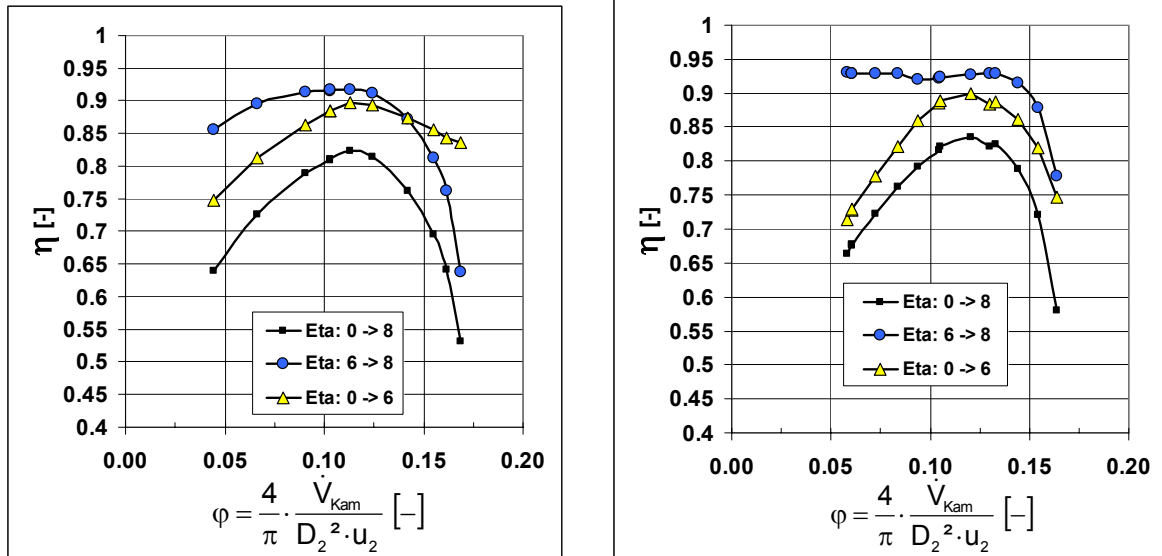 1
0.95
0.9
0.85
0.8
0.75
0.7
0.65
0.6
0.55
0.5
0.45
0.4
η [-]
Eta: 0 -> 8
Eta: 6 -> 8
Eta: 0 -> 6
0.00 0.05 0.10 0.15 0.20
φ = 4/π · V̇Kam / D₂² · u₂ [–]
1
0.95
0.9
0.85
0.8
0.75
0.7
0.65
0.6
0.55
0.5
0.45
0.4
η [-]
Eta: 0 -> 8
Eta: 6 -> 8
Eta: 0 -> 6
0.00 0.05 0.10 0.15 0.20
φ = 4/π · V̇Kam / D₂² · u₂ [–]